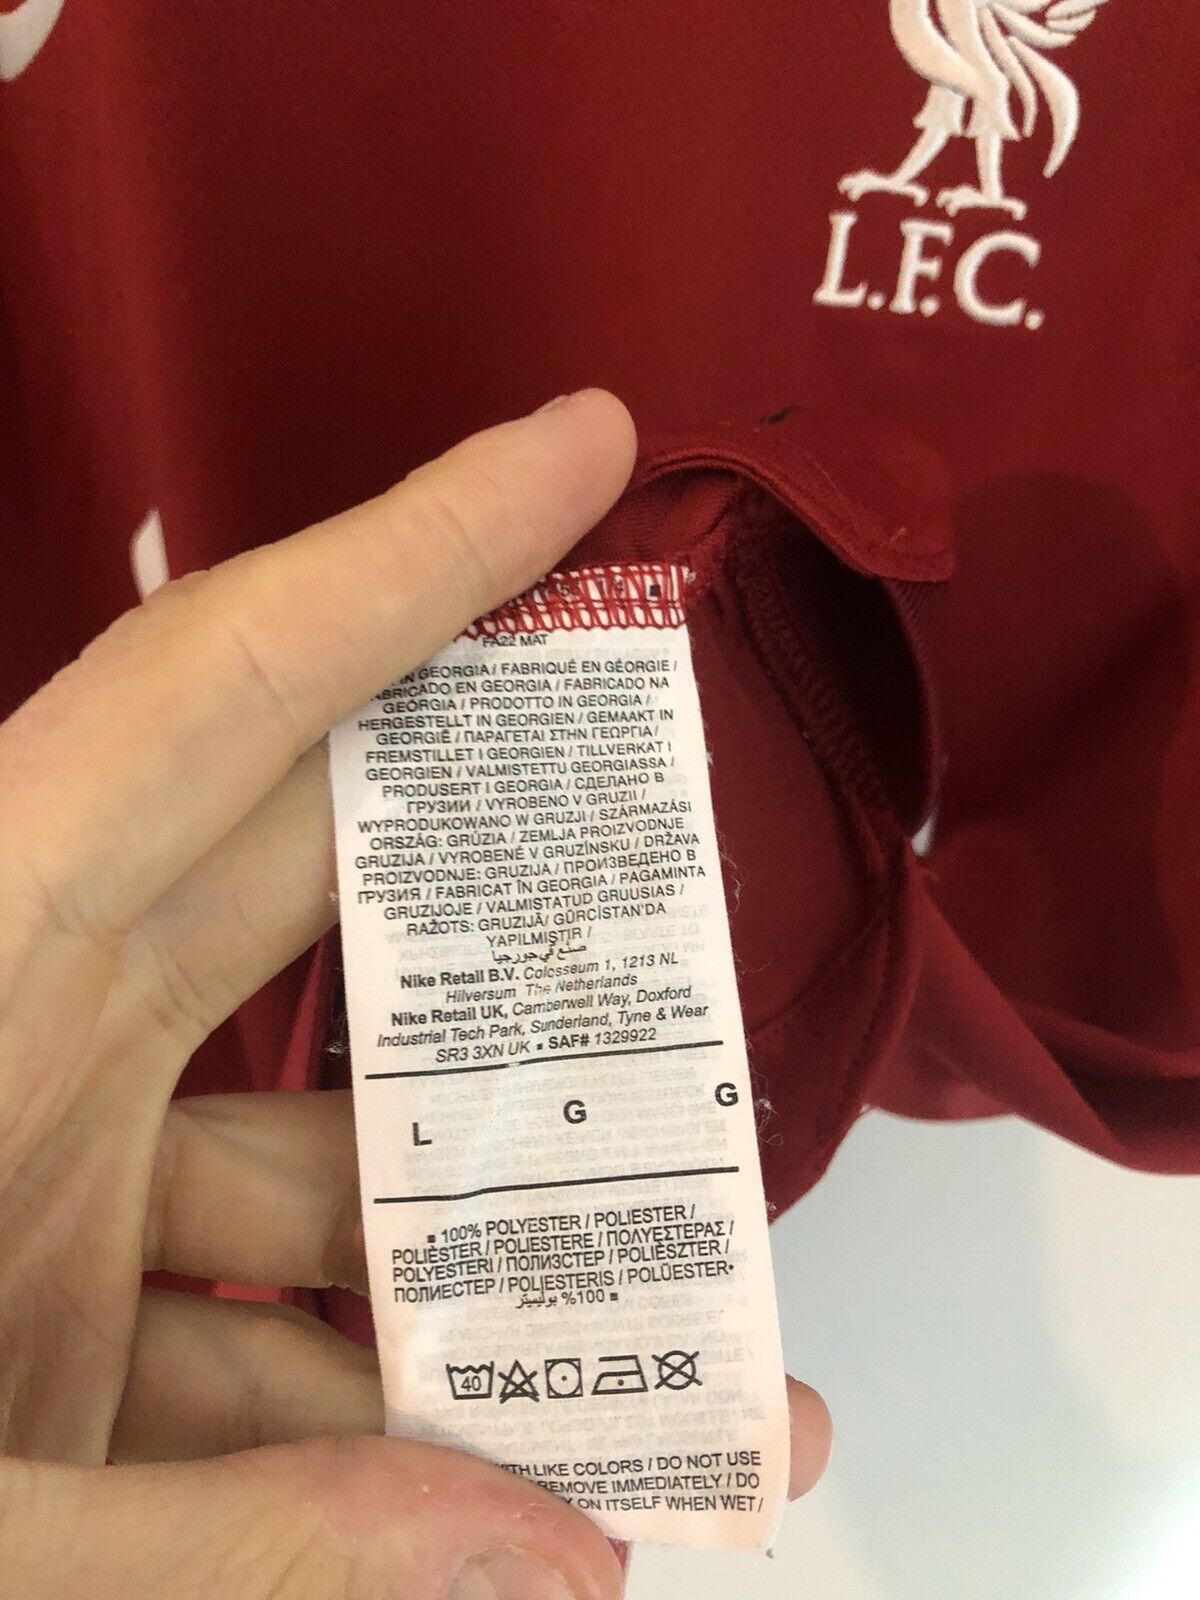 L.F.C.
FA22 MAT
IN GEORGIA / FABRIQUÉ EN GÉORGIE /
FABRICADO EN GEORGIA / FABRICADO NA
GEÓRGIA / PRODOTTO IN GEORGIA /
HERGESTELLT IN GEORGIEN / GEMAAKT IN
GEORGIË / ΠΑΡΑΓΕΤΑΙ ΣΤΗΝ ΓΕΩΡΓΙΑ /
FREMSTILLET I GEORGIEN / TILLVERKAT I
GEORGIEN / VALMISTETTU GEORGIASSA /
PRODUSERT I GEORGIA / СДЕЛАНО В
ГРУЗИИ / VYROBENO V GRUZII /
WYPRODUKOWANO W GRUZJI / SZÁRMAZÁSI
ORSZÁG: GRÚZIA / ZEMLJA PROIZVODNJE
GRUZIJA / VYROBENÉ V GRUZÍNSKU / DRŽAVA
PROIZVODNJE: GRUZIJA / ПРОИЗВЕДЕНО В
ГРУЗИЯ / FABRICAT ÎN GEORGIA / PAGAMINTA
GRUZIJOJE / VALMISTATUD GRUUSIAS /
RAŽOTS: GRUZIJĀ/ GÜRCİSTAN'DA
YAPILMIŞTIR /
صنع في جورجيا
Nike Retail B.V. Colosseum 1, 1213 NL
Hilversum The Netherlands
Nike Retail UK, Camberwell Way, Doxford
Industrial Tech Park, Sunderland, Tyne & Wear
SR3 3XN UK ▪ SAF# 1329922
L G G
▪ 100% POLYESTER / POLIESTER /
POLIÈSTER / POLIESTERE / ΠΟΛΥΕΣΤΕΡΑΣ /
POLYESTERI / ПОЛИЭСТЕР / POLIÉSZTER /
ПОЛИЕСТЕР / POLIESTERIS / POLÜESTER▪
100% بوليستر ▪
40
WITH LIKE COLORS / DO NOT USE
REMOVE IMMEDIATELY / DO
ON ITSELF WHEN WET /